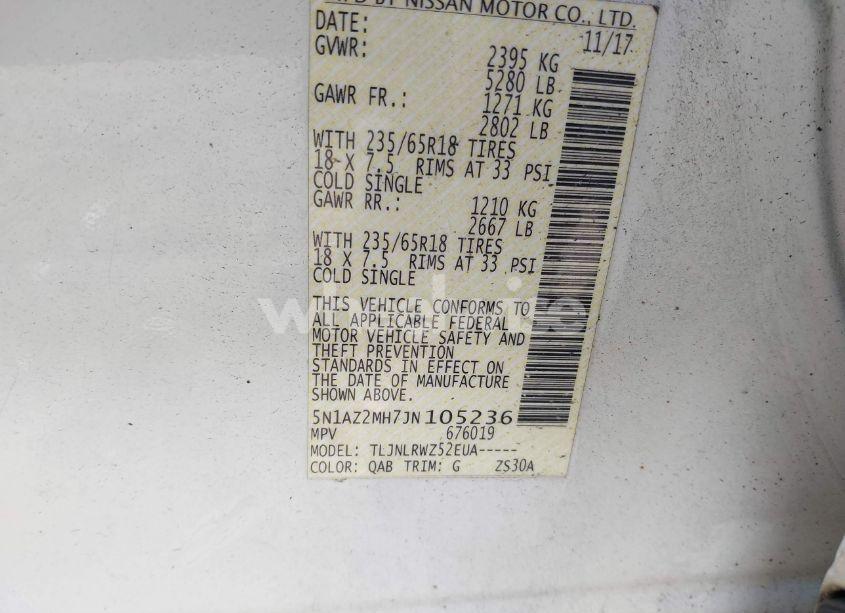 MFD BY NISSAN MOTOR CO., LTD.
DATE: 11/17
GVWR: 2395 KG
5280 LB
GAWR FR.: 1271 KG
2802 LB
WITH 235/65R18 TIRES
18 X 7.5 RIMS AT 33 PSI
COLD SINGLE
GAWR RR.: 1210 KG
2667 LB
WITH 235/65R18 TIRES
18 X 7.5 RIMS AT 33 PSI
COLD SINGLE
THIS VEHICLE CONFORMS TO
ALL APPLICABLE FEDERAL
MOTOR VEHICLE SAFETY AND
THEFT PREVENTION
STANDARDS IN EFFECT ON
THE DATE OF MANUFACTURE
SHOWN ABOVE.
5N1AZ2MH7JN105236
MPV 676019
MODEL: TLJNLRWZ52EUA-----
COLOR: QAB TRIM: G ZS30A